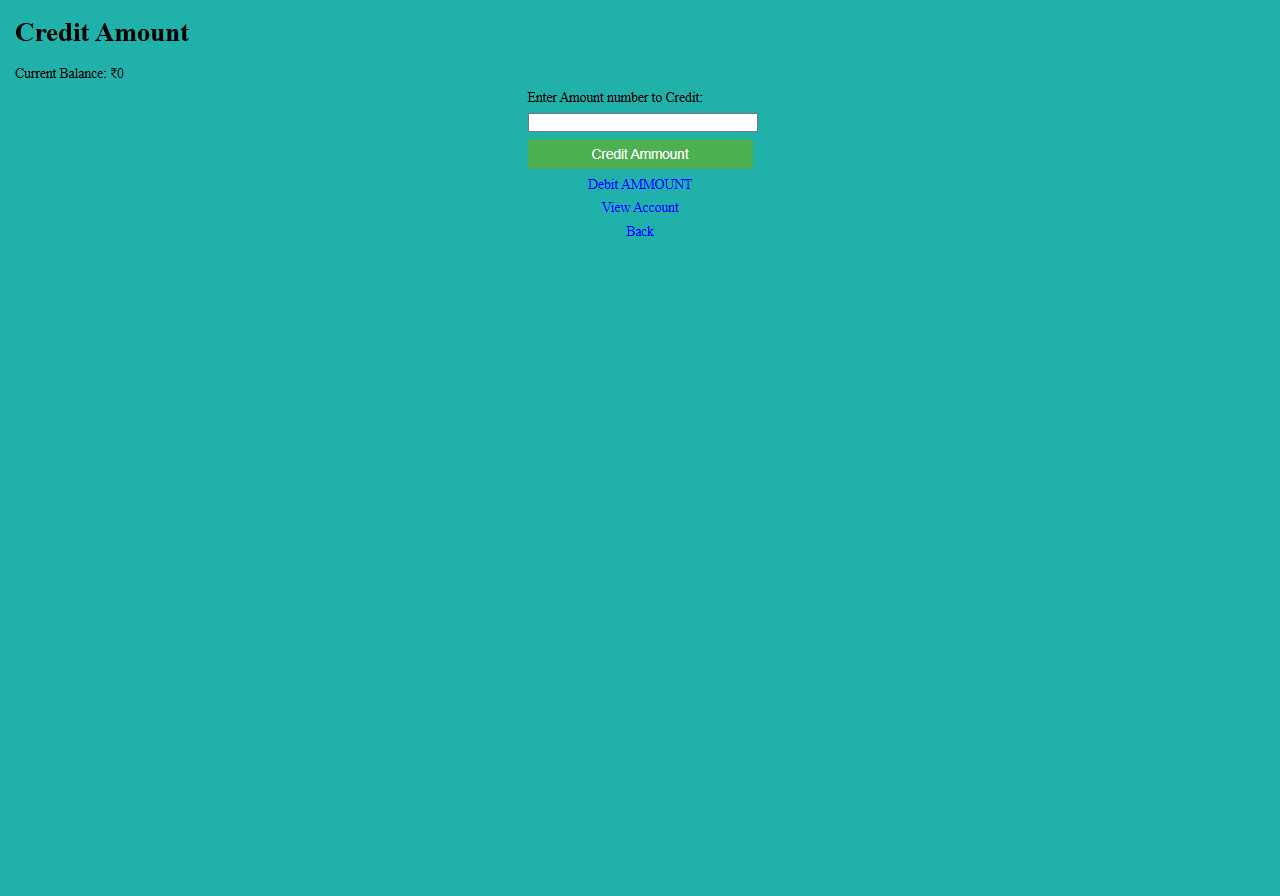 Credit Amount
Current Balance: ₹0
Enter Amount number to Credit:
Credit Ammount
Debit AMMOUNT
View Account
Back